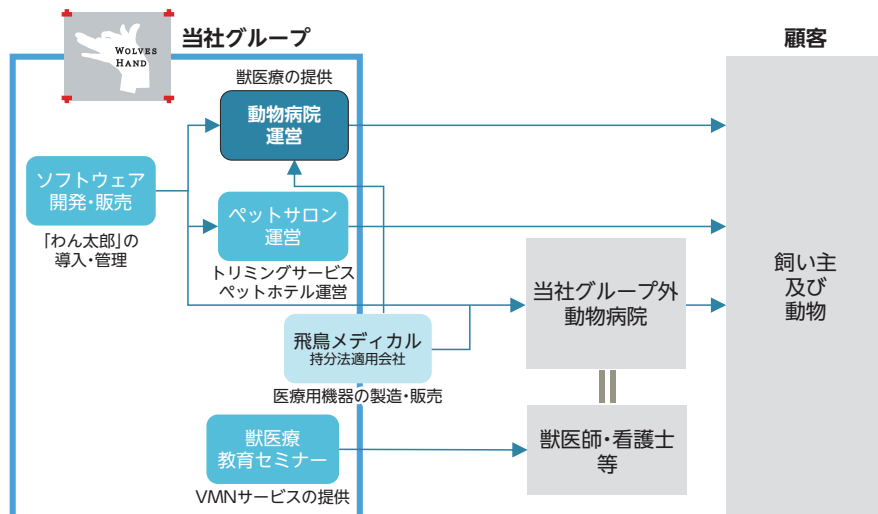 WOLVES
HAND
当社グループ
顧客
獣医療の提供
動物病院
運営
ソフトウェア
開発・販売
「わん太郎」の
導入・管理
ペットサロン
運営
トリミングサービス
ペットホテル運営
当社グループ外
動物病院
飼い主
及び
動物
飛鳥メディカル
持分法適用会社
医療用機器の製造・販売
獣医療
教育セミナー
VMNサービスの提供
獣医師・看護士
等